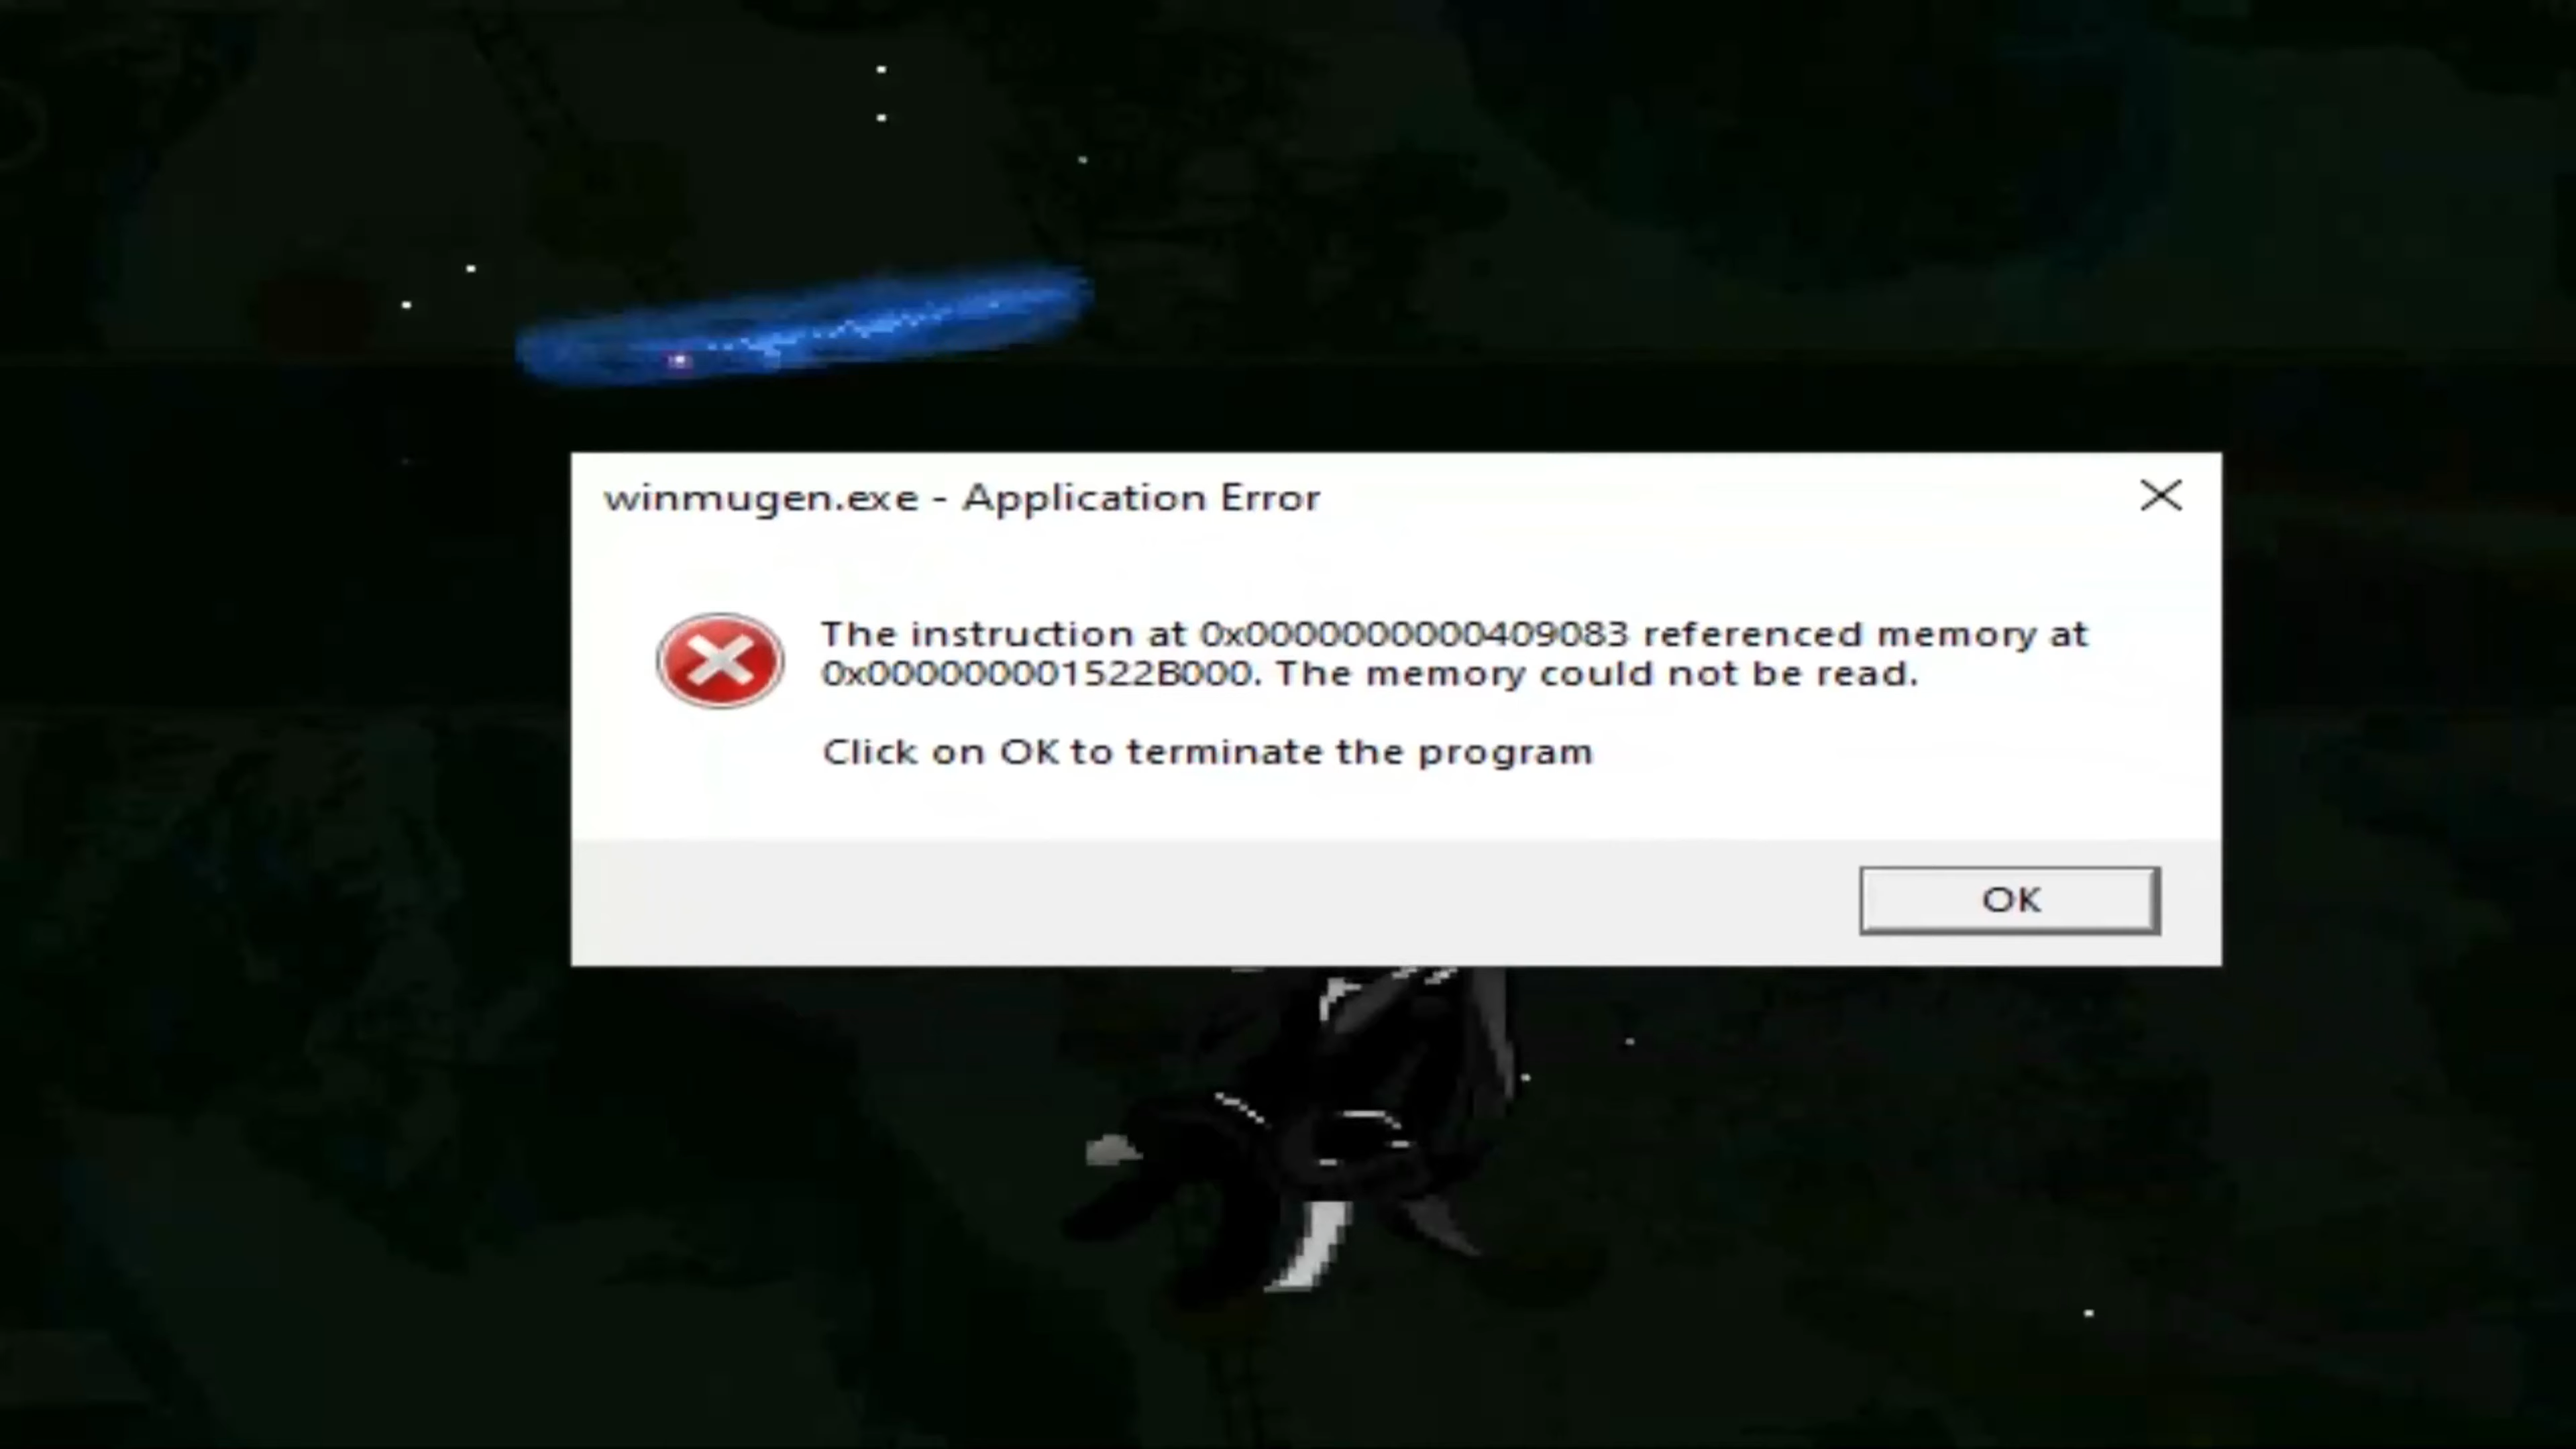 winmugen.exe - Application Error
The instruction at 0x0000000000409083 referenced memory at
0x000000001522B000. The memory could not be read.
Click on OK to terminate the program
OK